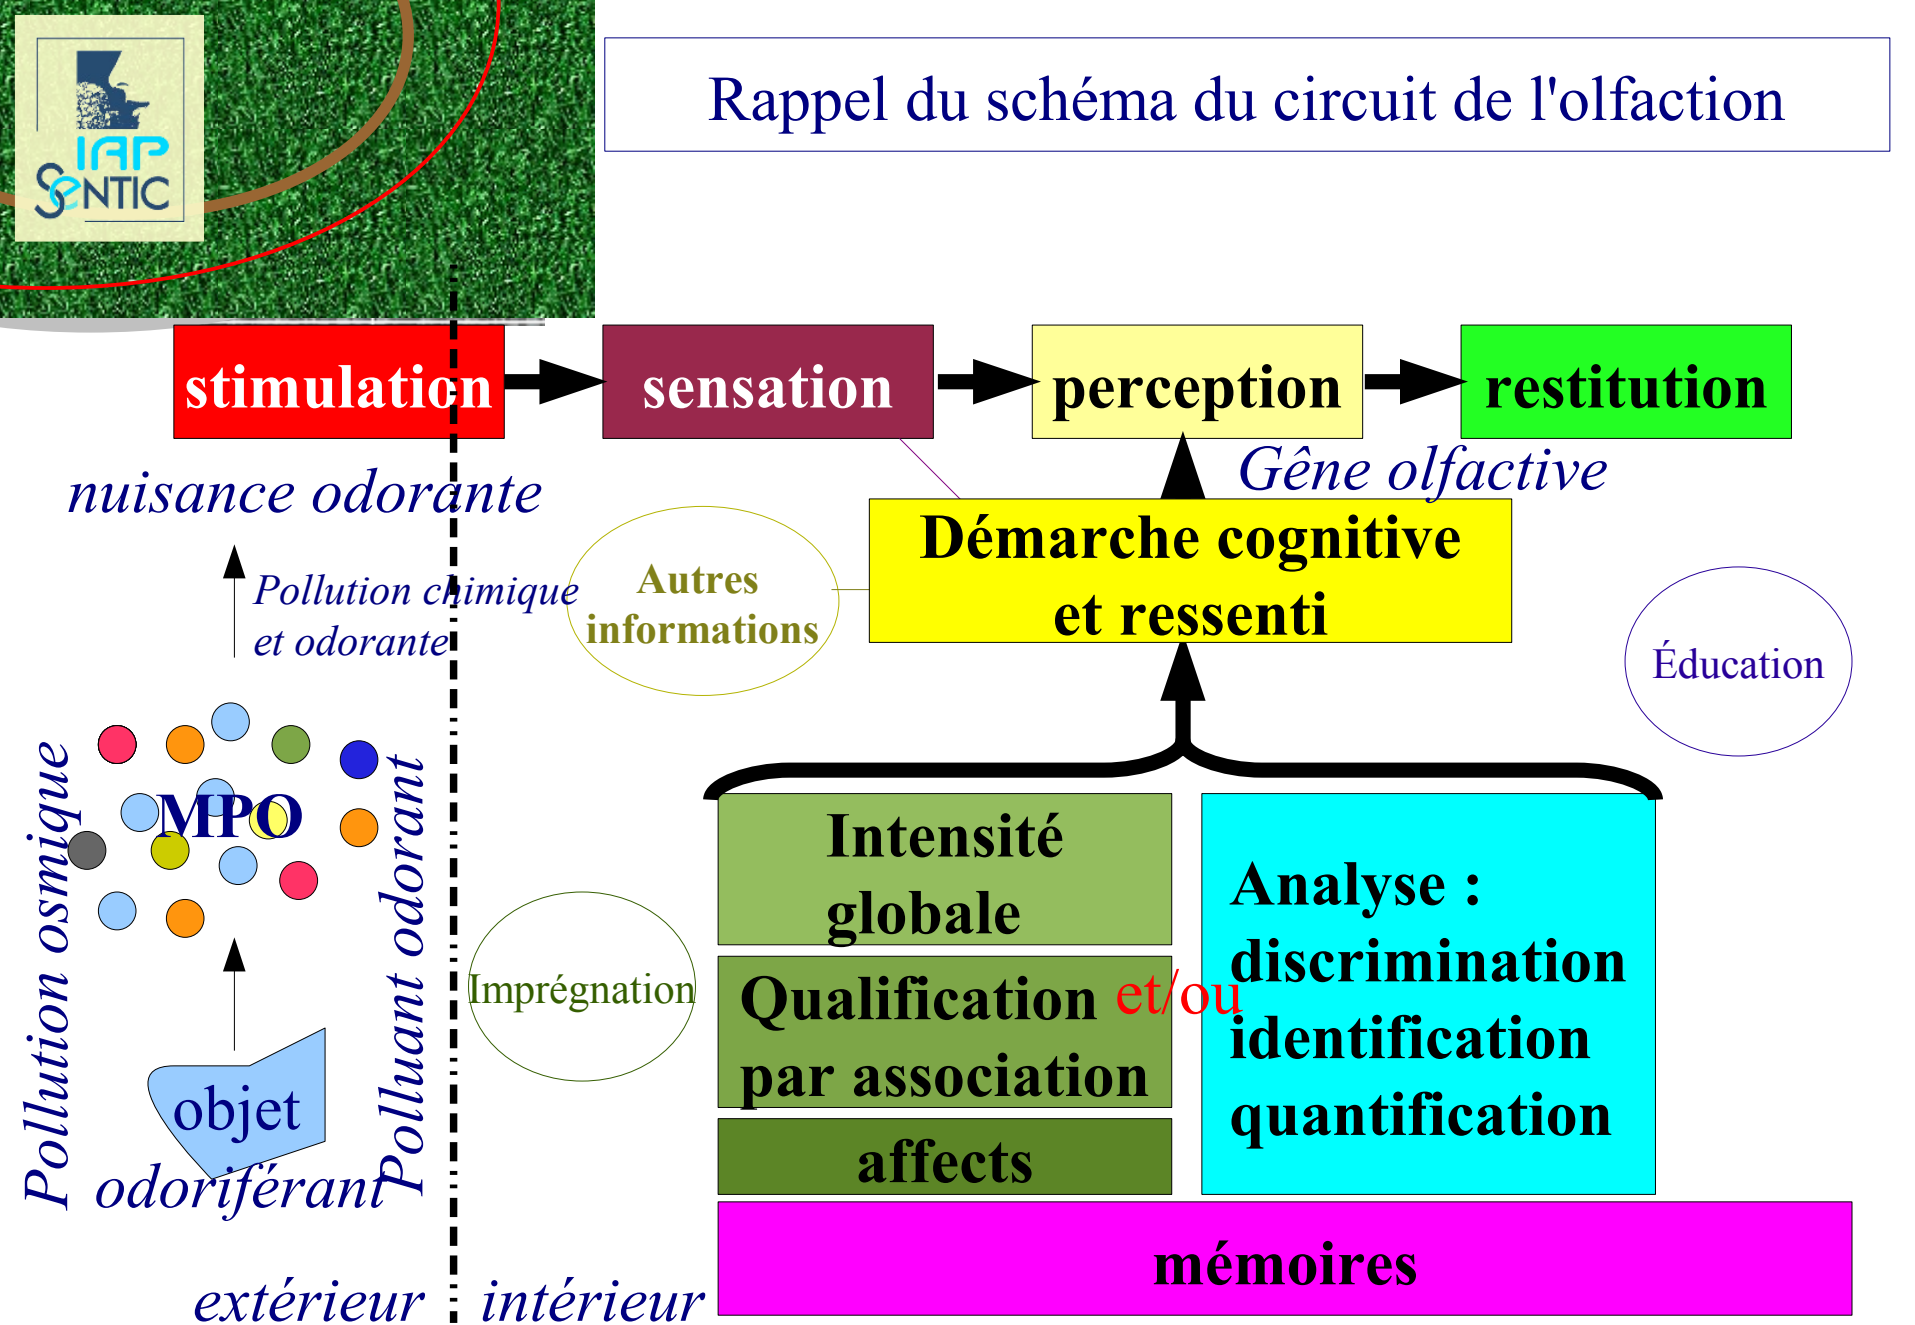 IAP
SeNTIC
Rappel du schéma du circuit de l'olfaction
stimulation
sensation
perception
restitution
nuisance odorante
Gêne olfactive
Pollution chimique
et odorante
Autres
informations
Démarche cognitive
et ressenti
Éducation
Pollution osmique
MPO
Polluant odorant
objet
odoriférant
Imprégnation
Intensité
globale
Qualification
par association
et/ou
affects
Analyse :
discrimination
identification
quantification
mémoires
extérieur
intérieur